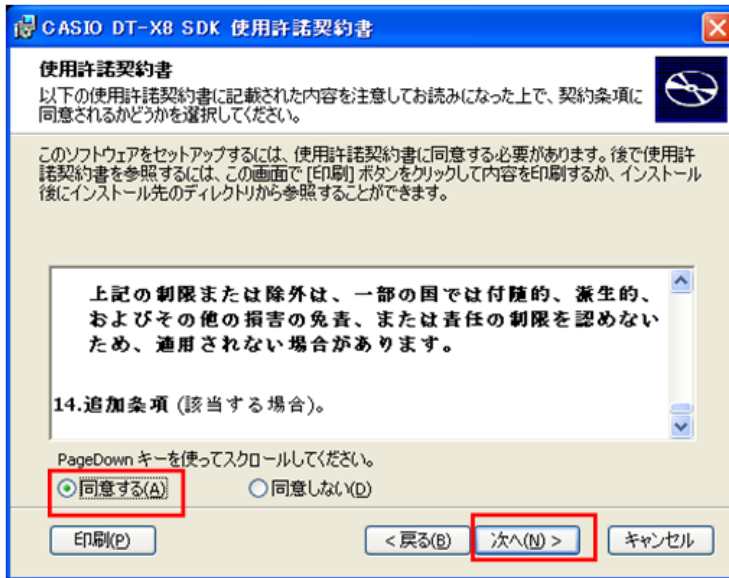 CASIO DT-X8 SDK 使用許諾契約書
使用許諾契約書
以下の使用許諾契約書に記載された内容を注意してお読みになった上で、契約条項に
同意されるかどうかを選択してください。
このソフトウェアをセットアップするには、使用許諾契約書に同意する必要があります。後で使用許
諾契約書を参照するには、この画面で [印刷] ボタンをクリックして内容を印刷するか、インストール
後にインストール先のディレクトリから参照することができます。
上記の制限または除外は、一部の国では付随的、派生的、
およびその他の損害の免責、または責任の制限を認めない
ため、適用されない場合があります。
14.追加条項 (該当する場合)。
PageDown キーを使ってスクロールしてください。
同意する(A) 同意しない(D)
印刷(P) < 戻る(B) 次へ(N) > キャンセル